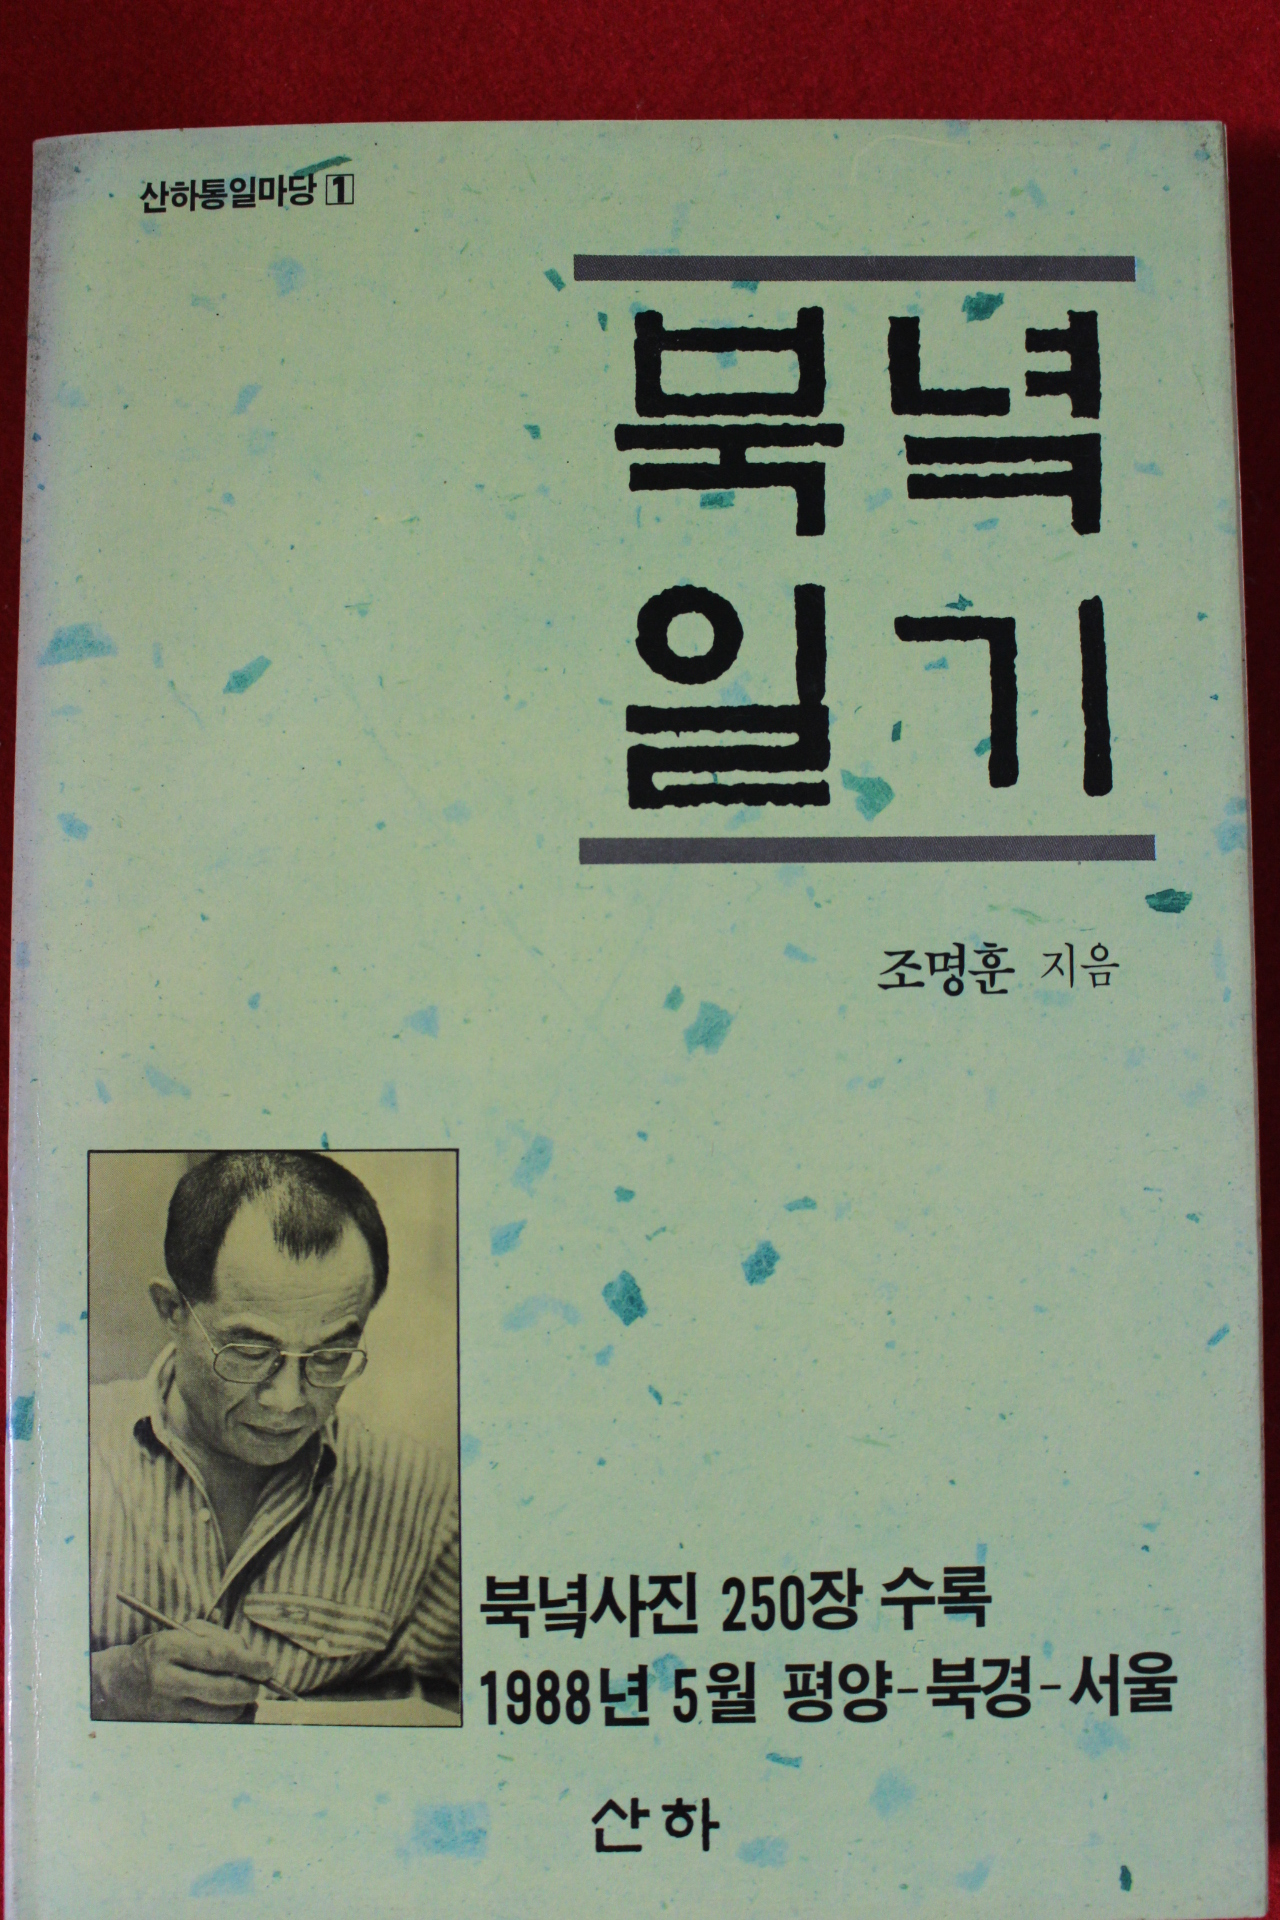 산하통일마당 1
북녘
일기
조명훈 지음
북녘사진 250장 수록
1988년 5월 평양-북경-서울
산하